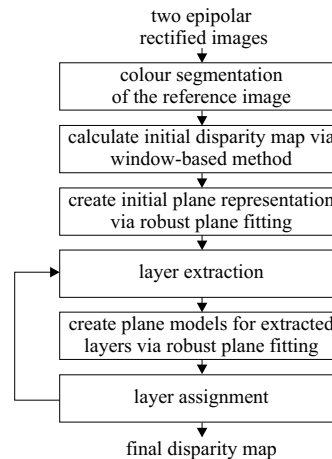 two epipolar
rectified images
colour segmentation
of the reference image
calculate initial disparity map via
window-based method
create initial plane representation
via robust plane fitting
layer extraction
create plane models for extracted
layers via robust plane fitting
layer assignment
final disparity map